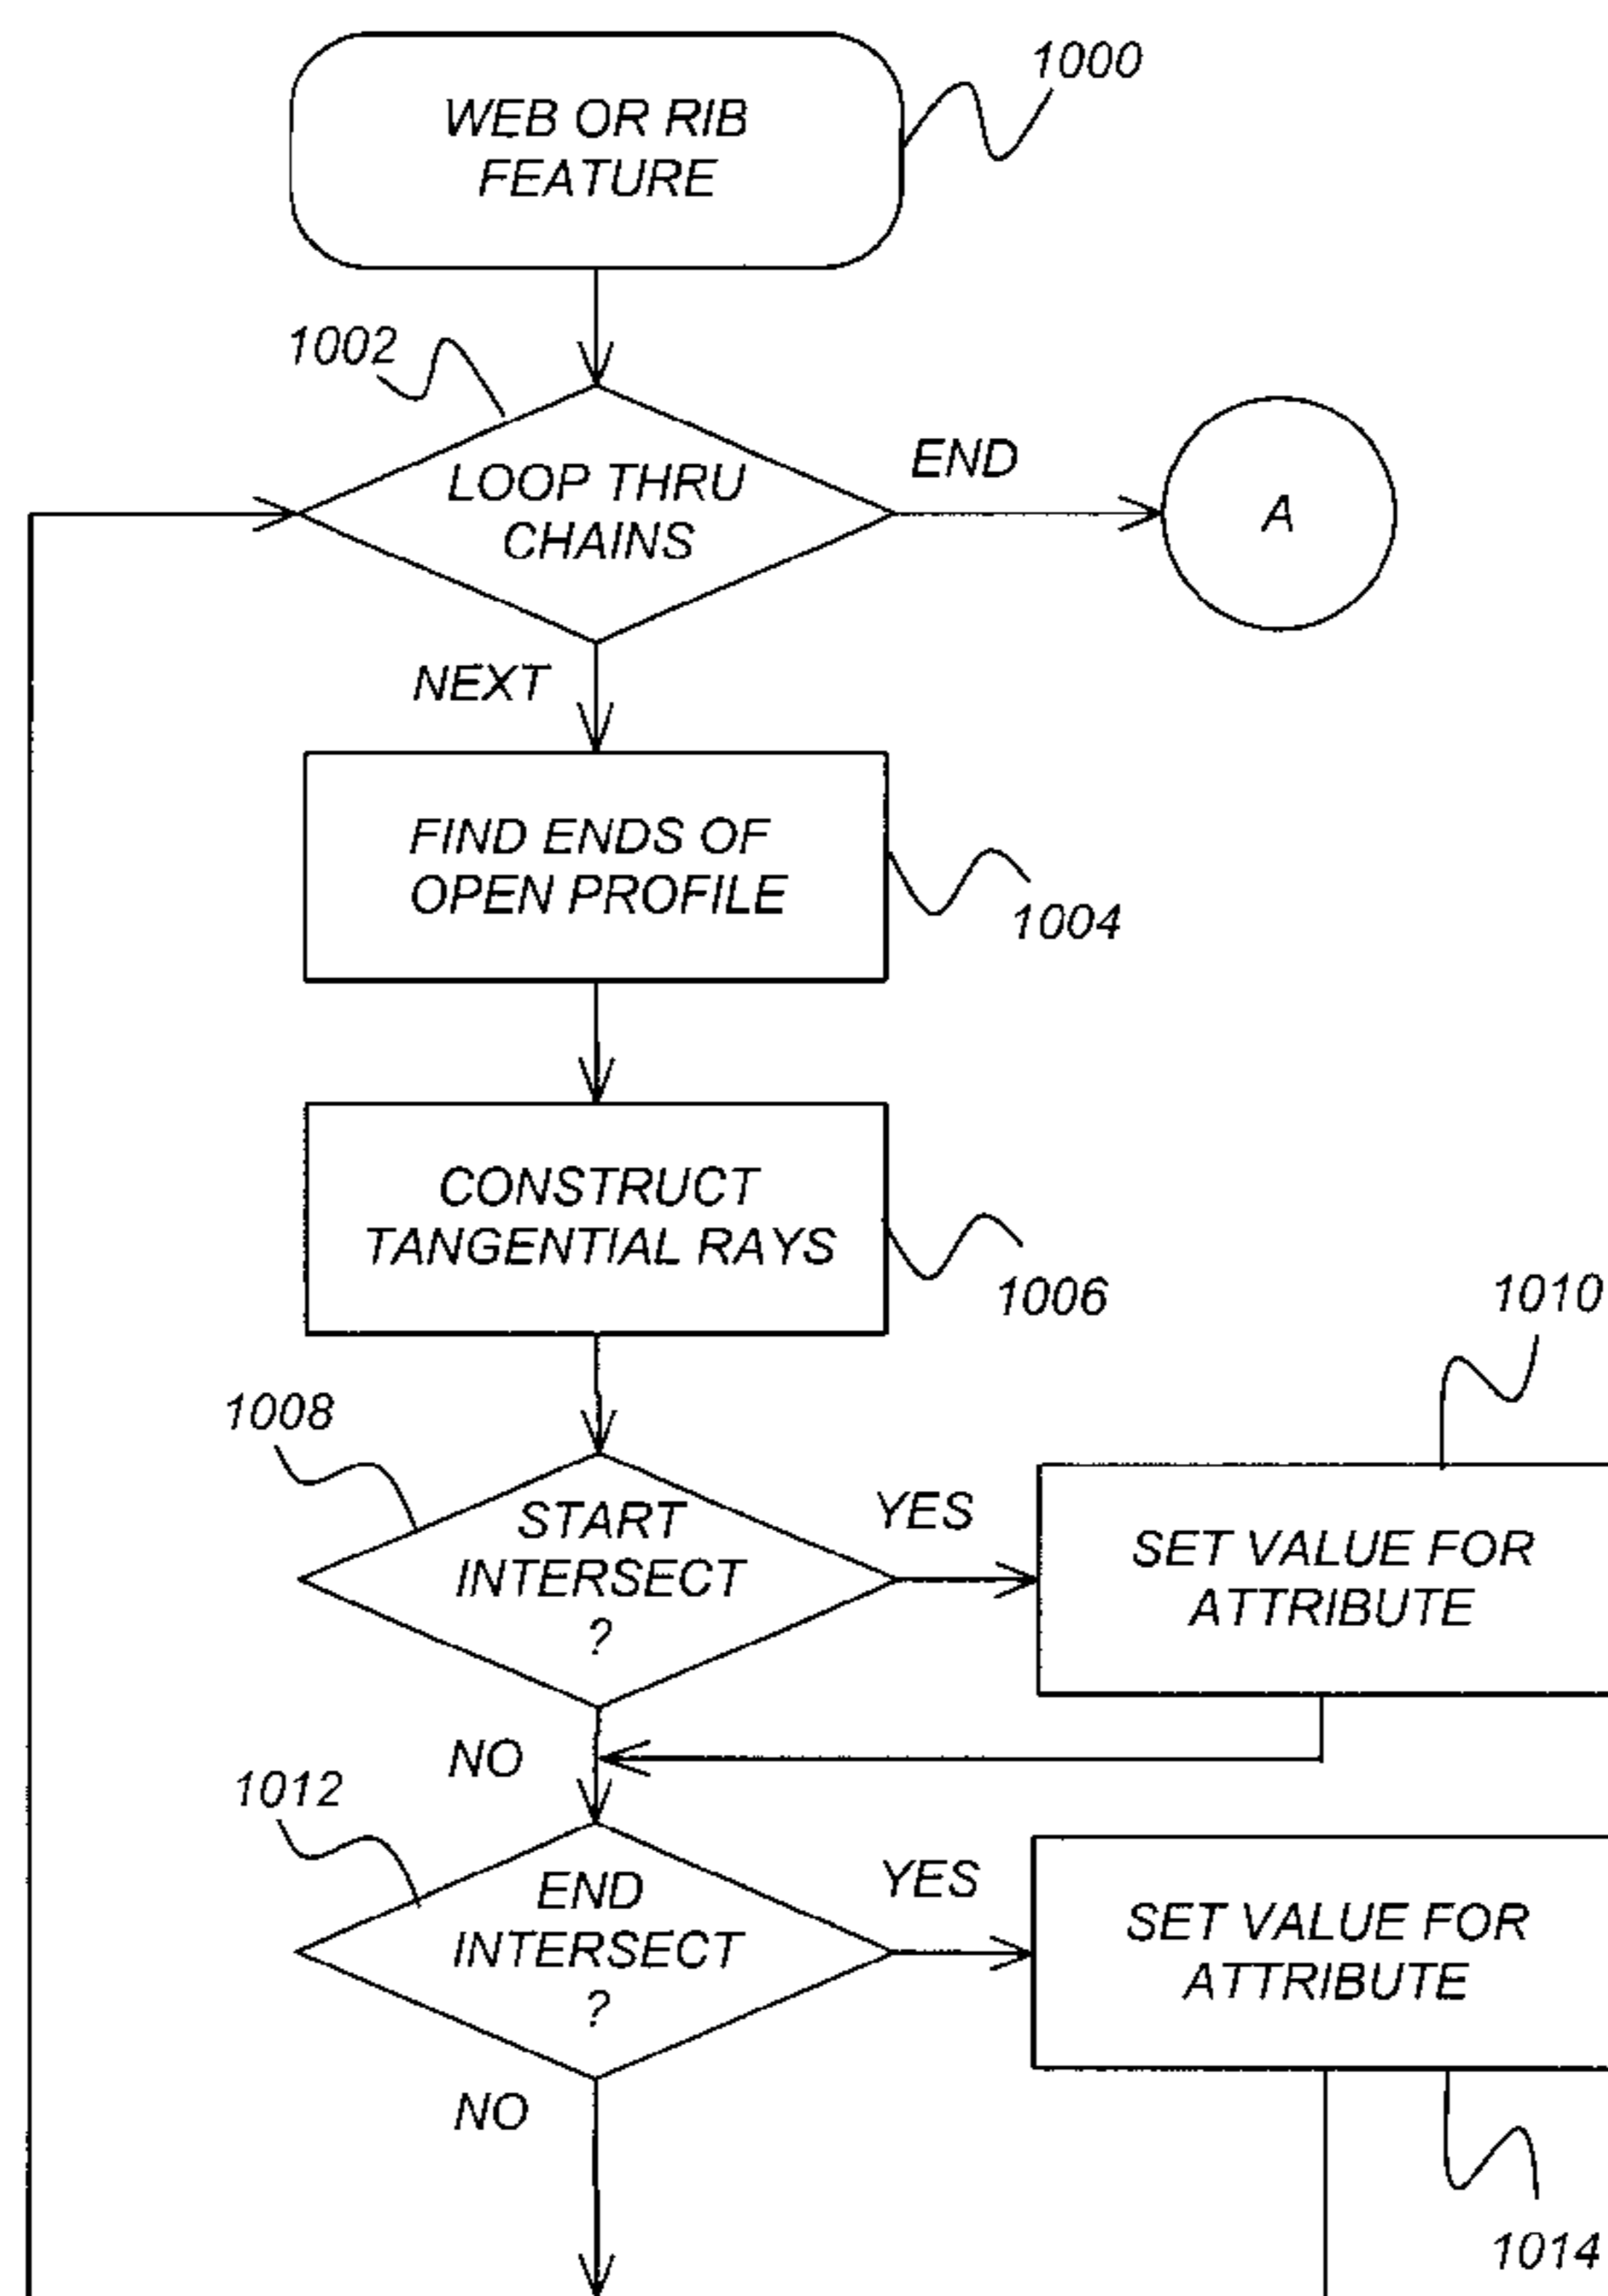 1000
WEB OR RIB
FEATURE
1002
LOOP THRU
CHAINS
END
A
NEXT
FIND ENDS OF
OPEN PROFILE
1004
CONSTRUCT
TANGENTIAL RAYS
1006
1010
1008
START
INTERSECT
?
YES
SET VALUE FOR
ATTRIBUTE
NO
1012
END
INTERSECT
?
YES
SET VALUE FOR
ATTRIBUTE
NO
1014